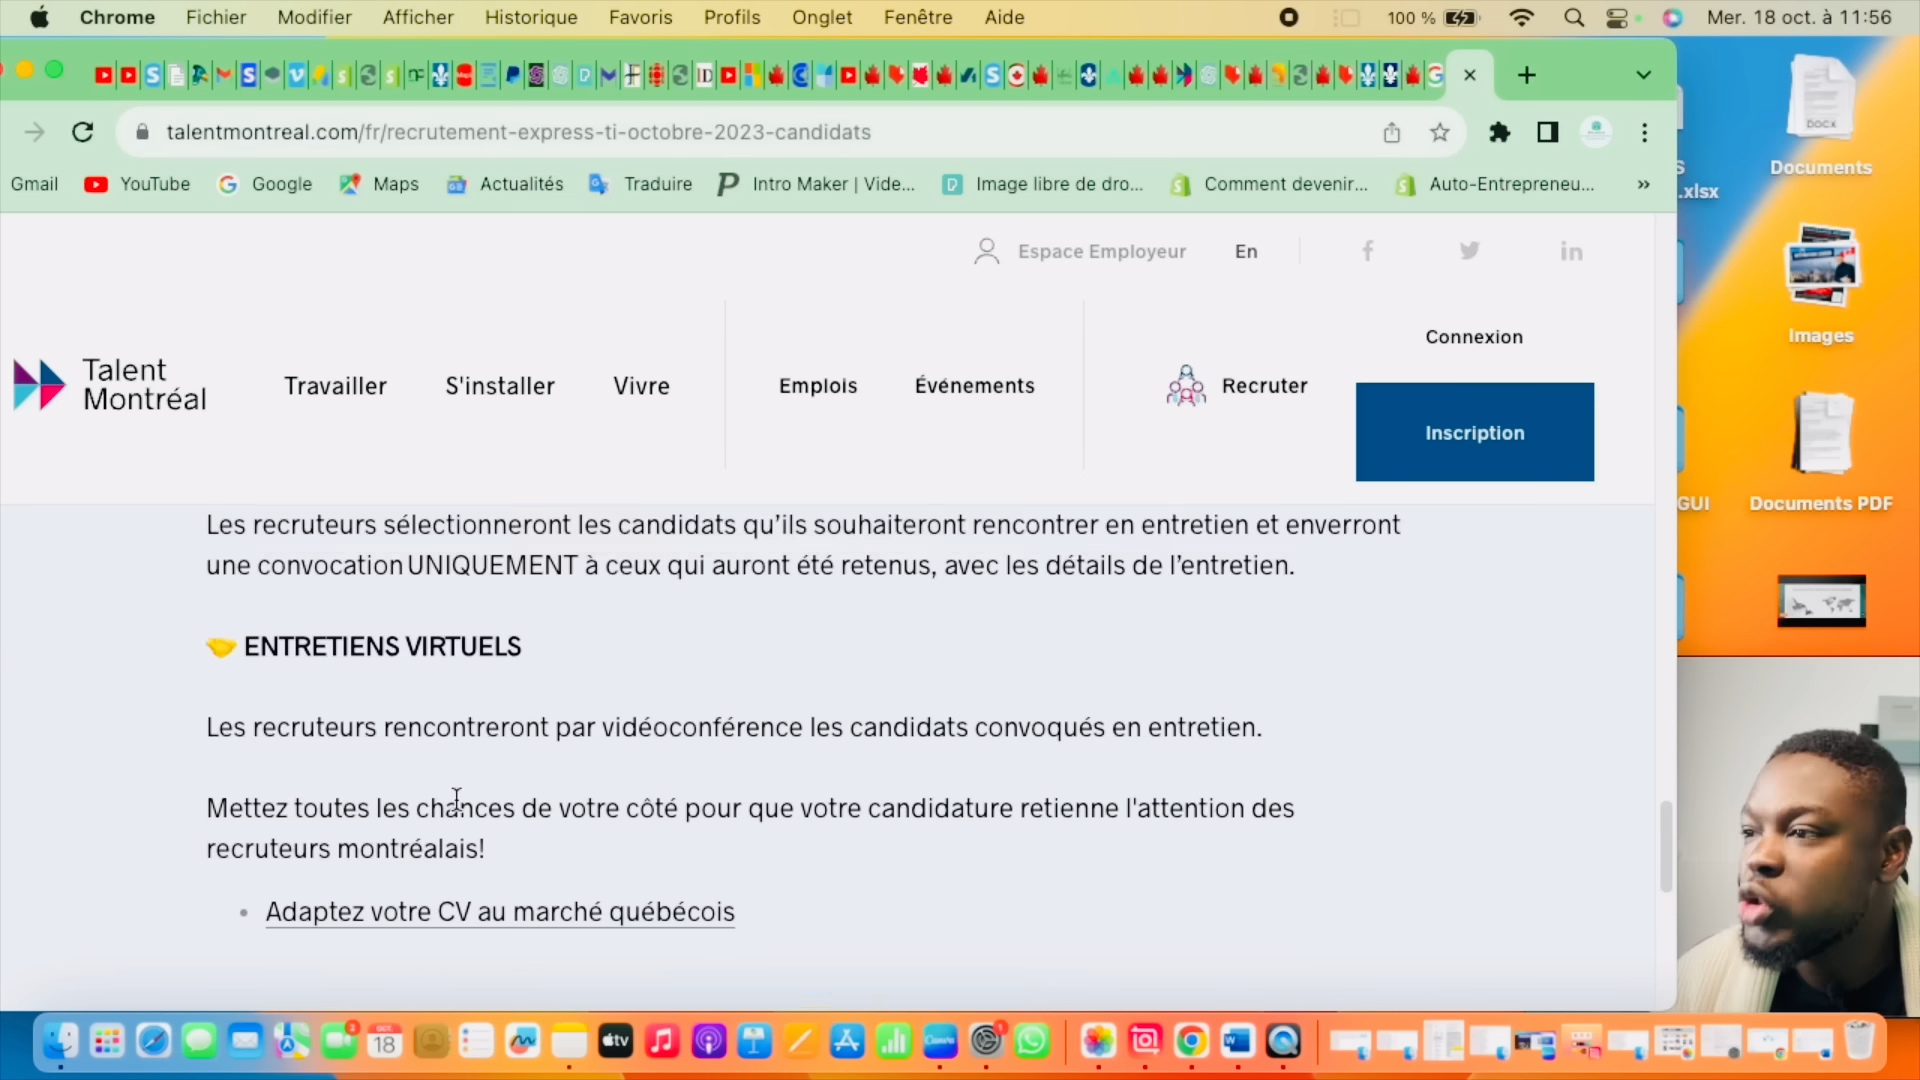 Chrome Fichier Modifier Afficher Historique Favoris Profils Onglet Fenêtre Aide 100 % Mer. 18 oct. à 11:56
talentmontreal.com/fr/recrutement-express-ti-octobre-2023-candidats
Gmail YouTube Google Maps Actualités Traduire Intro Maker | Vide... Image libre de dro... Comment devenir... Auto-Entrepreneu... »
Espace Employeur En
Connexion
Talent
Montréal
Travailler S'installer Vivre Emplois Événements Recruter
Inscription
Les recruteurs sélectionneront les candidats qu'ils souhaiteront rencontrer en entretien et enverront
une convocation UNIQUEMENT à ceux qui auront été retenus, avec les détails de l'entretien.
ENTRETIENS VIRTUELS
Les recruteurs rencontreront par vidéoconférence les candidats convoqués en entretien.
Mettez toutes les chances de votre côté pour que votre candidature retienne l'attention des
recruteurs montréalais!
• Adaptez votre CV au marché québécois
DOCX
Documents
S
.xlsx
Images
GUI
Documents PDF
OCT.
18
tv